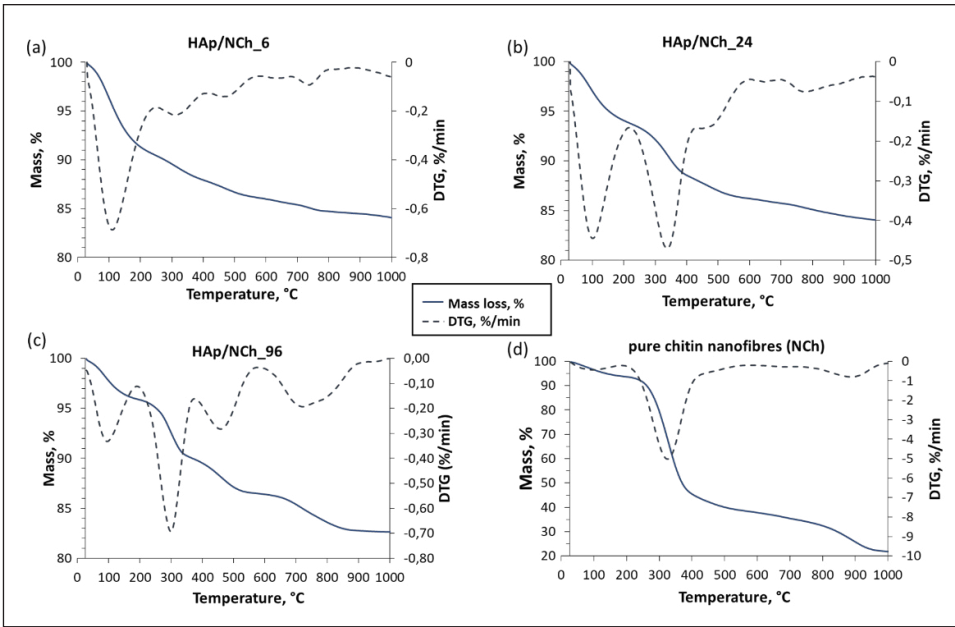 (a)
HAp/NCh_6
100
95
90
85
80
Mass, %
0
-0,2
-0,4
-0,6
-0,8
DTG, %/min
0 100 200 300 400 500 600 700 800 900 1000
Temperature, °C
(b)
HAp/NCh_24
100
95
90
85
80
Mass, %
0
-0,1
-0,2
-0,3
-0,4
-0,5
DTG, %/min
0 100 200 300 400 500 600 700 800 900 1000
Temperature, °C
Mass loss, %
DTG, %/min
(c)
HAp/NCh_96
100
95
90
85
80
Mass, %
0,00
-0,10
-0,20
-0,30
-0,40
-0,50
-0,60
-0,70
-0,80
DTG (%/min)
0 100 200 300 400 500 600 700 800 900 1000
Temperature, °C
(d)
pure chitin nanofibres (NCh)
100
90
80
70
60
50
40
30
20
Mass, %
0
-1
-2
-3
-4
-5
-6
-7
-8
-9
-10
DTG, %/min
0 100 200 300 400 500 600 700 800 900 1000
Temperature, °C